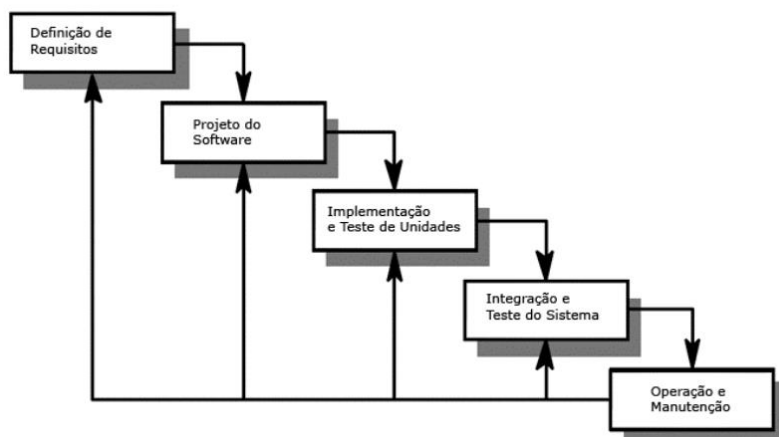 Definição de
Requisitos
Projeto do
Software
Implementação
e Teste de Unidades
Integração e
Teste do Sistema
Operação e
Manutenção